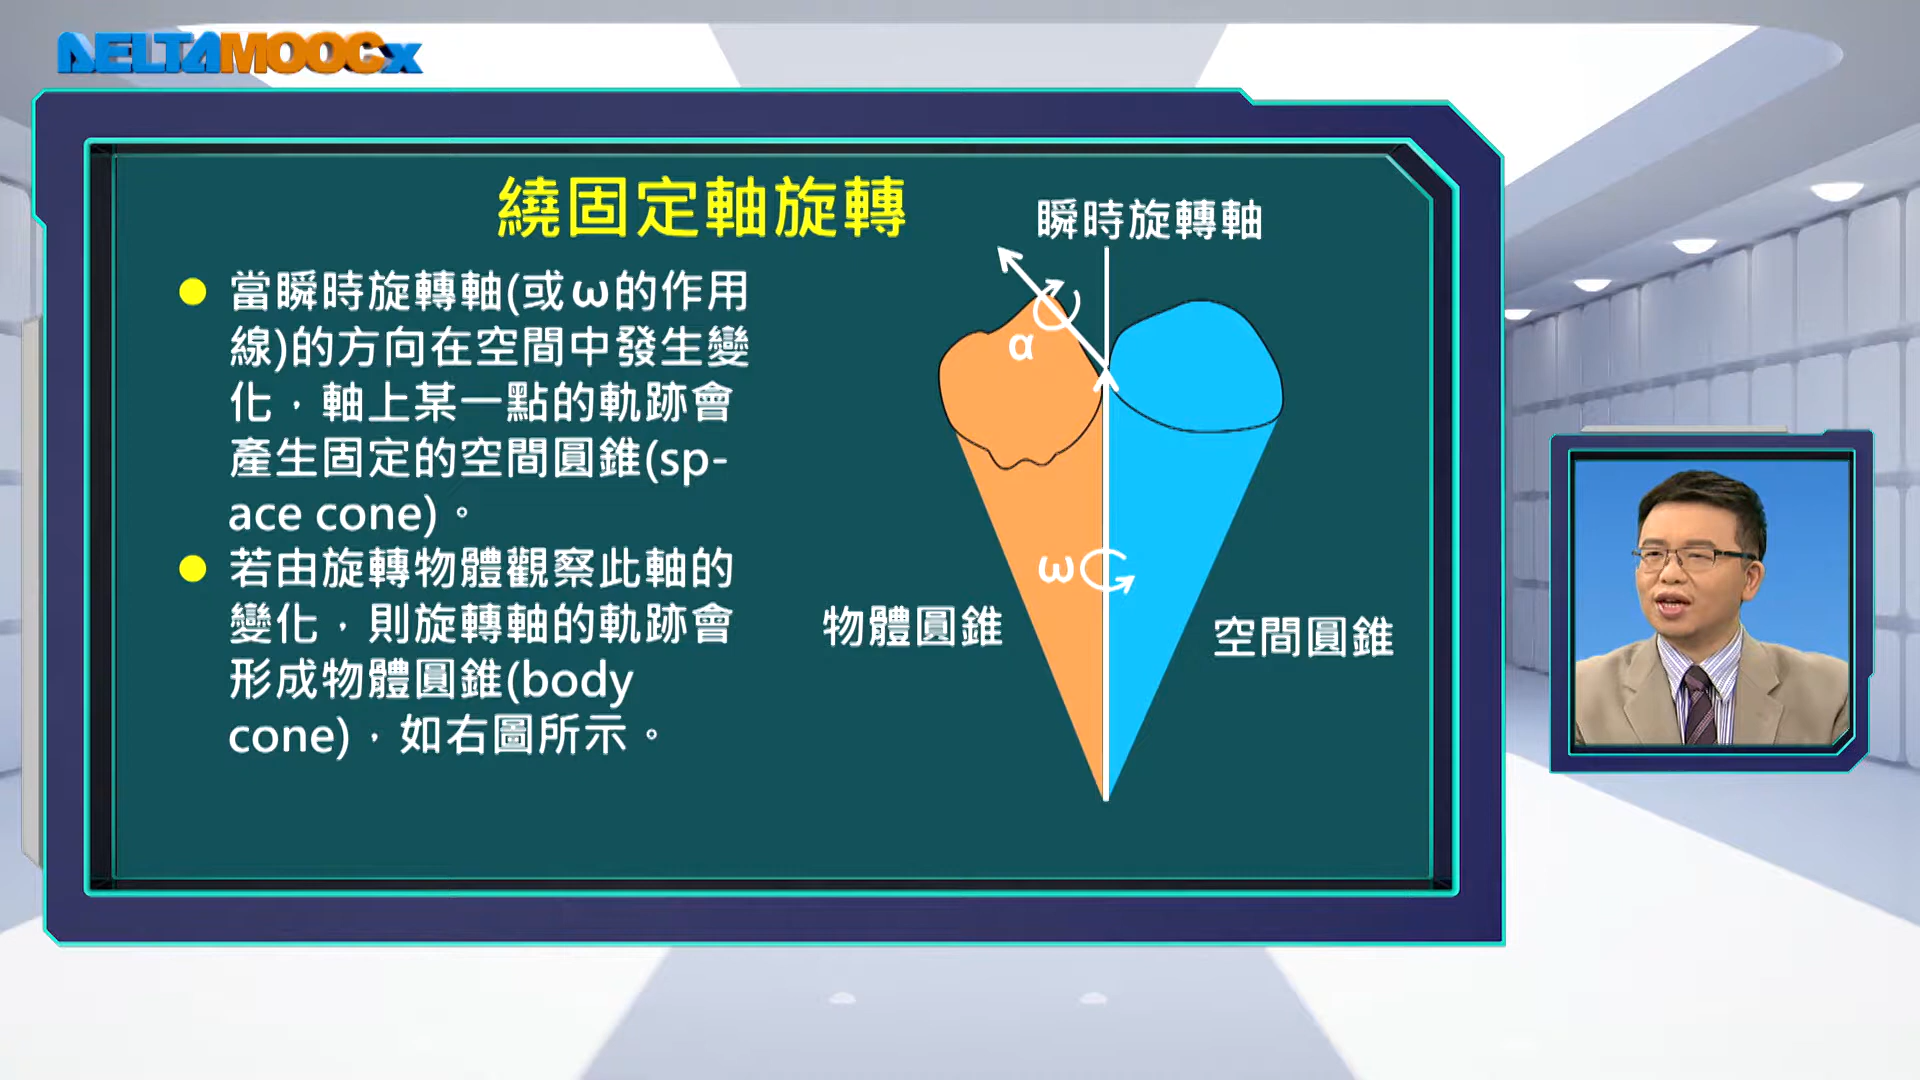 DELTAMOOCx
繞固定軸旋轉
當瞬時旋轉軸(或ω的作用
線)的方向在空間中發生變
化，軸上某一點的軌跡會
產生固定的空間圓錐(sp-
ace cone)。
若由旋轉物體觀察此軸的
變化，則旋轉軸的軌跡會
形成物體圓錐(body
cone)，如右圖所示。
瞬時旋轉軸
α
ω
物體圓錐
空間圓錐